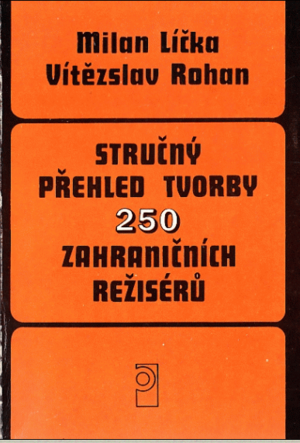 Milan Líčka
Vítězslav Rohan
STRUČNÝ
PŘEHLED TVORBY
250
ZAHRANIČNÍCH
REŽISÉRŮ